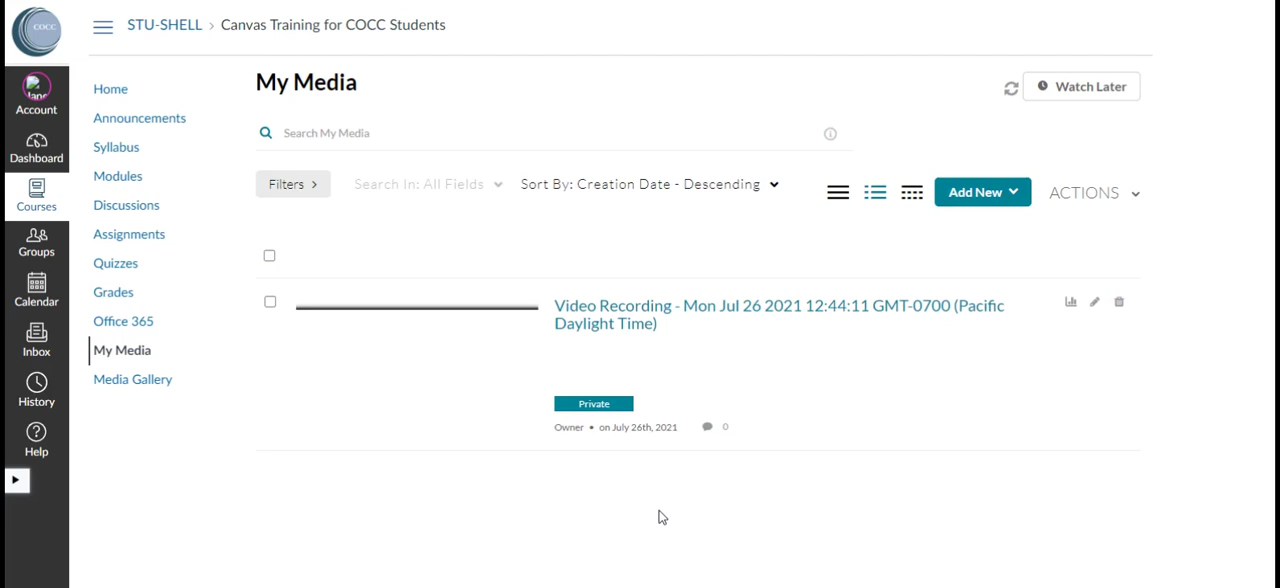 COCC
STU-SHELL > Canvas Training for COCC Students
Account
Dashboard
Courses
Groups
Calendar
Inbox
History
Help
Home
Announcements
Syllabus
Modules
Discussions
Assignments
Quizzes
Grades
Office 365
My Media
Media Gallery
My Media
Watch Later
Search My Media
Filters >
Search In: All Fields
Sort By: Creation Date - Descending
Add New
ACTIONS
Video Recording - Mon Jul 26 2021 12:44:11 GMT-0700 (Pacific
Daylight Time)
Private
Owner • on July 26th, 2021 0